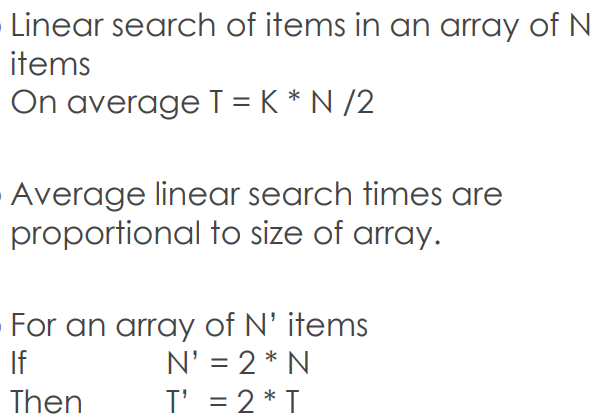 Linear search of items in an array of N
items
On average T = K * N /2
Average linear search times are
proportional to size of array.
For an array of N’ items
If N’ = 2 * N
Then T’ = 2 * T